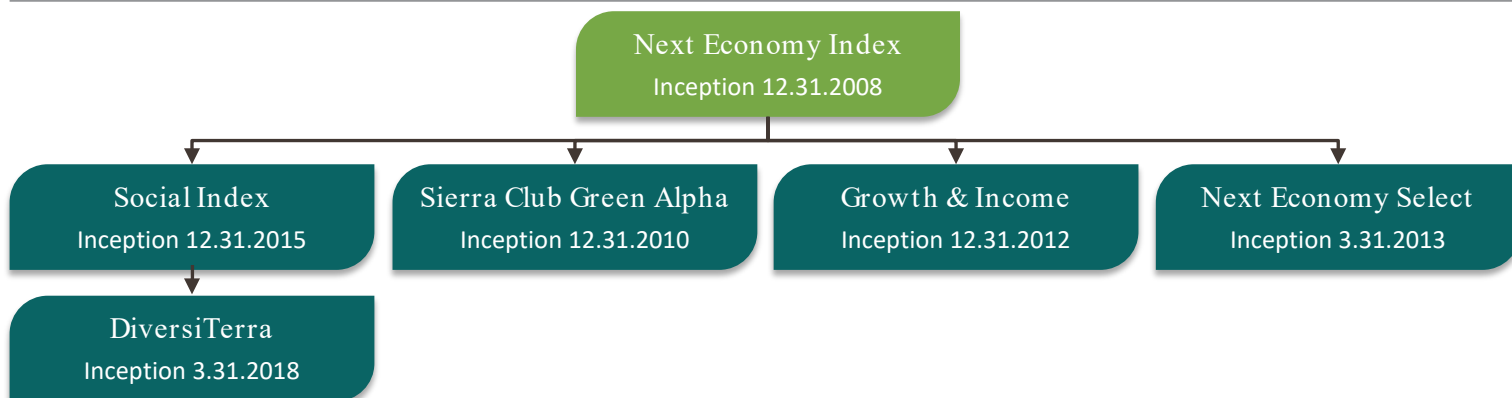 Next Economy Index
Inception 12.31.2008
Social Index
Inception 12.31.2015
Sierra Club Green Alpha
Inception 12.31.2010
Growth & Income
Inception 12.31.2012
Next Economy Select
Inception 3.31.2013
DiversiTerra
Inception 3.31.2018